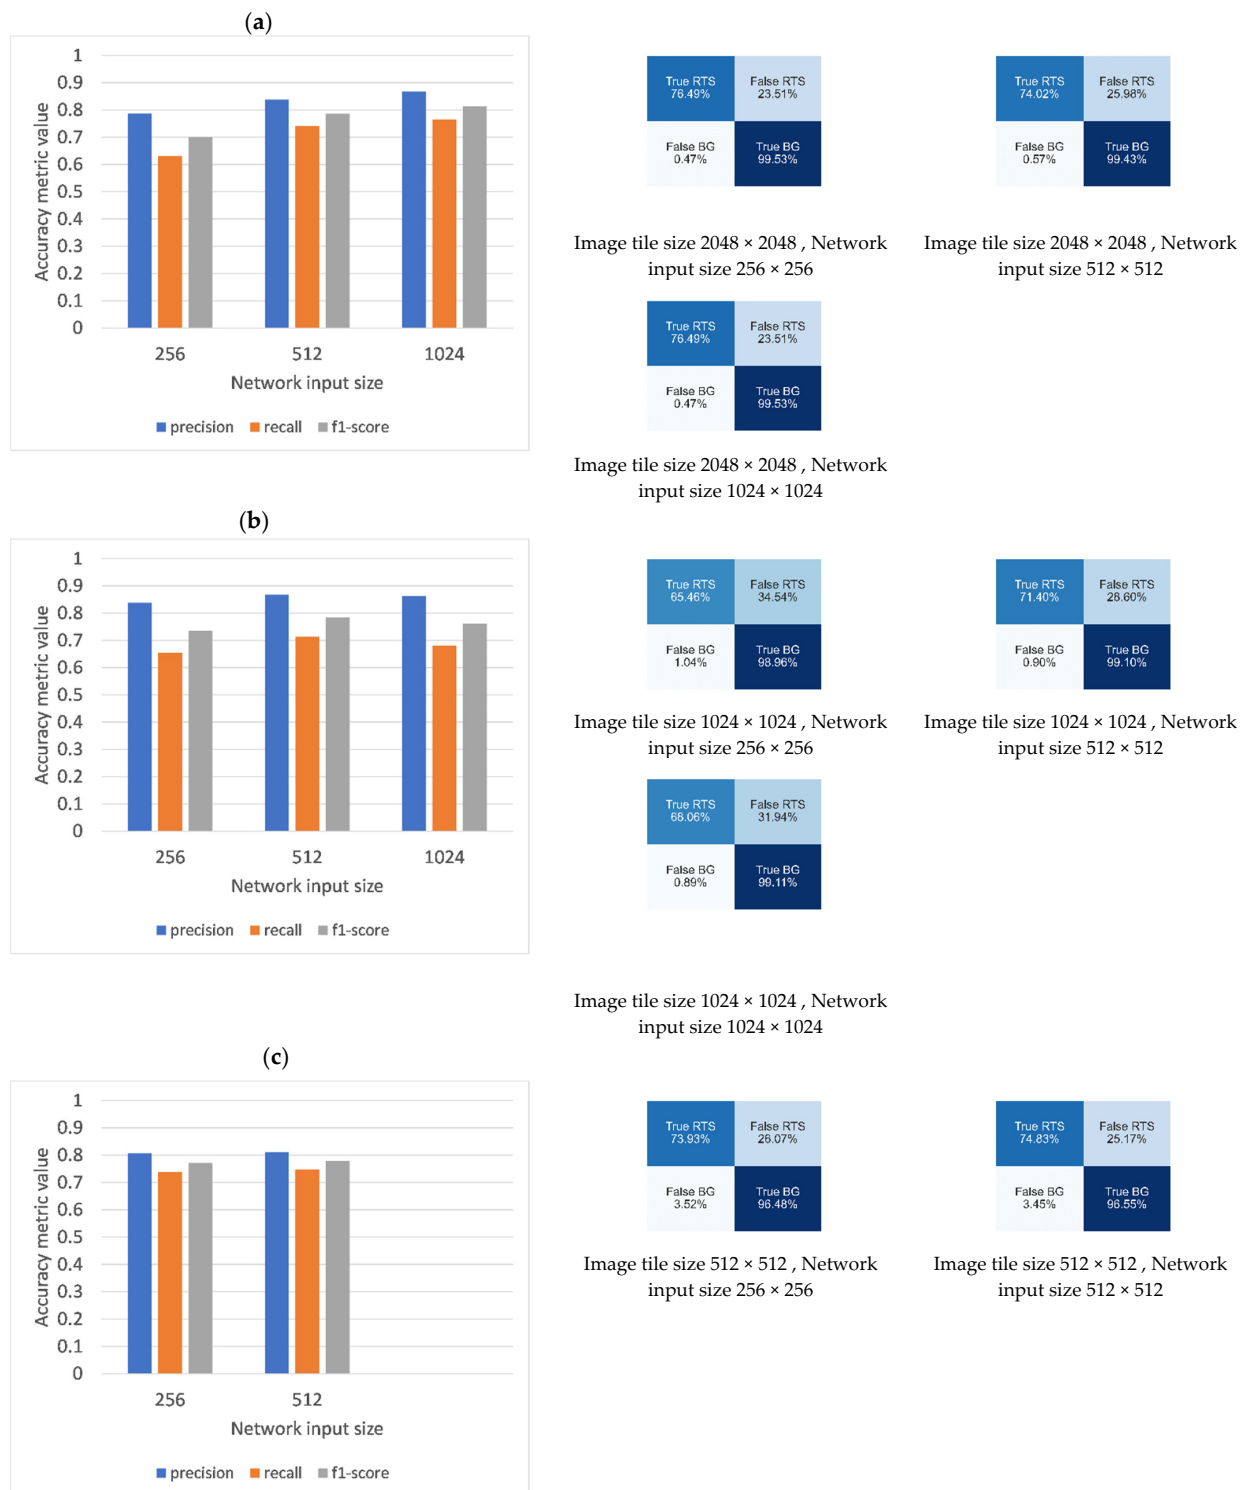 (a)
1
0.9
0.8
0.7
0.6
0.5
0.4
0.3
0.2
0.1
0
Accuracy metric value
256 512 1024
Network input size
precision recall f1-score
True RTS 76.49%
False RTS 23.51%
False BG 0.47%
True BG 99.53%
Image tile size 2048 × 2048 , Network
input size 256 × 256
True RTS 74.02%
False RTS 25.98%
False BG 0.57%
True BG 99.43%
Image tile size 2048 × 2048 , Network
input size 512 × 512
True RTS 76.49%
False RTS 23.51%
False BG 0.47%
True BG 99.53%
Image tile size 2048 × 2048 , Network
input size 1024 × 1024
(b)
1
0.9
0.8
0.7
0.6
0.5
0.4
0.3
0.2
0.1
0
Accuracy metric value
256 512 1024
Network input size
precision recall f1-score
True RTS 65.46%
False RTS 34.54%
False BG 1.04%
True BG 98.96%
Image tile size 1024 × 1024 , Network
input size 256 × 256
True RTS 71.40%
False RTS 28.60%
False BG 0.90%
True BG 99.10%
Image tile size 1024 × 1024 , Network
input size 512 × 512
True RTS 68.06%
False RTS 31.94%
False BG 0.89%
True BG 99.11%
Image tile size 1024 × 1024 , Network
input size 1024 × 1024
(c)
1
0.9
0.8
0.7
0.6
0.5
0.4
0.3
0.2
0.1
0
Accuracy metric value
256 512
Network input size
precision recall f1-score
True RTS 73.93%
False RTS 26.07%
False BG 3.52%
True BG 96.48%
Image tile size 512 × 512 , Network
input size 256 × 256
True RTS 74.83%
False RTS 25.17%
False BG 3.45%
True BG 96.55%
Image tile size 512 × 512 , Network
input size 512 × 512